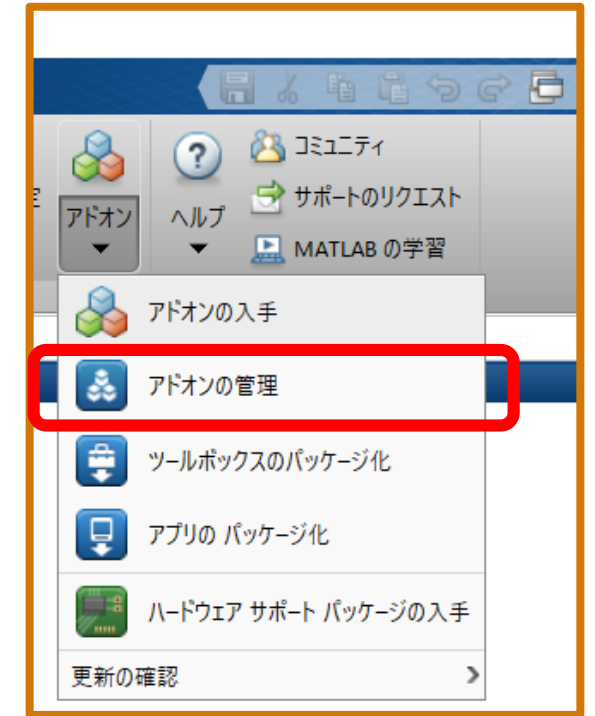 コミュニティ
サポートのリクエスト
アドオン
ヘルプ
MATLAB の学習
アドオンの入手
アドオンの管理
ツールボックスのパッケージ化
アプリの パッケージ化
ハードウェア サポート パッケージの入手
更新の確認